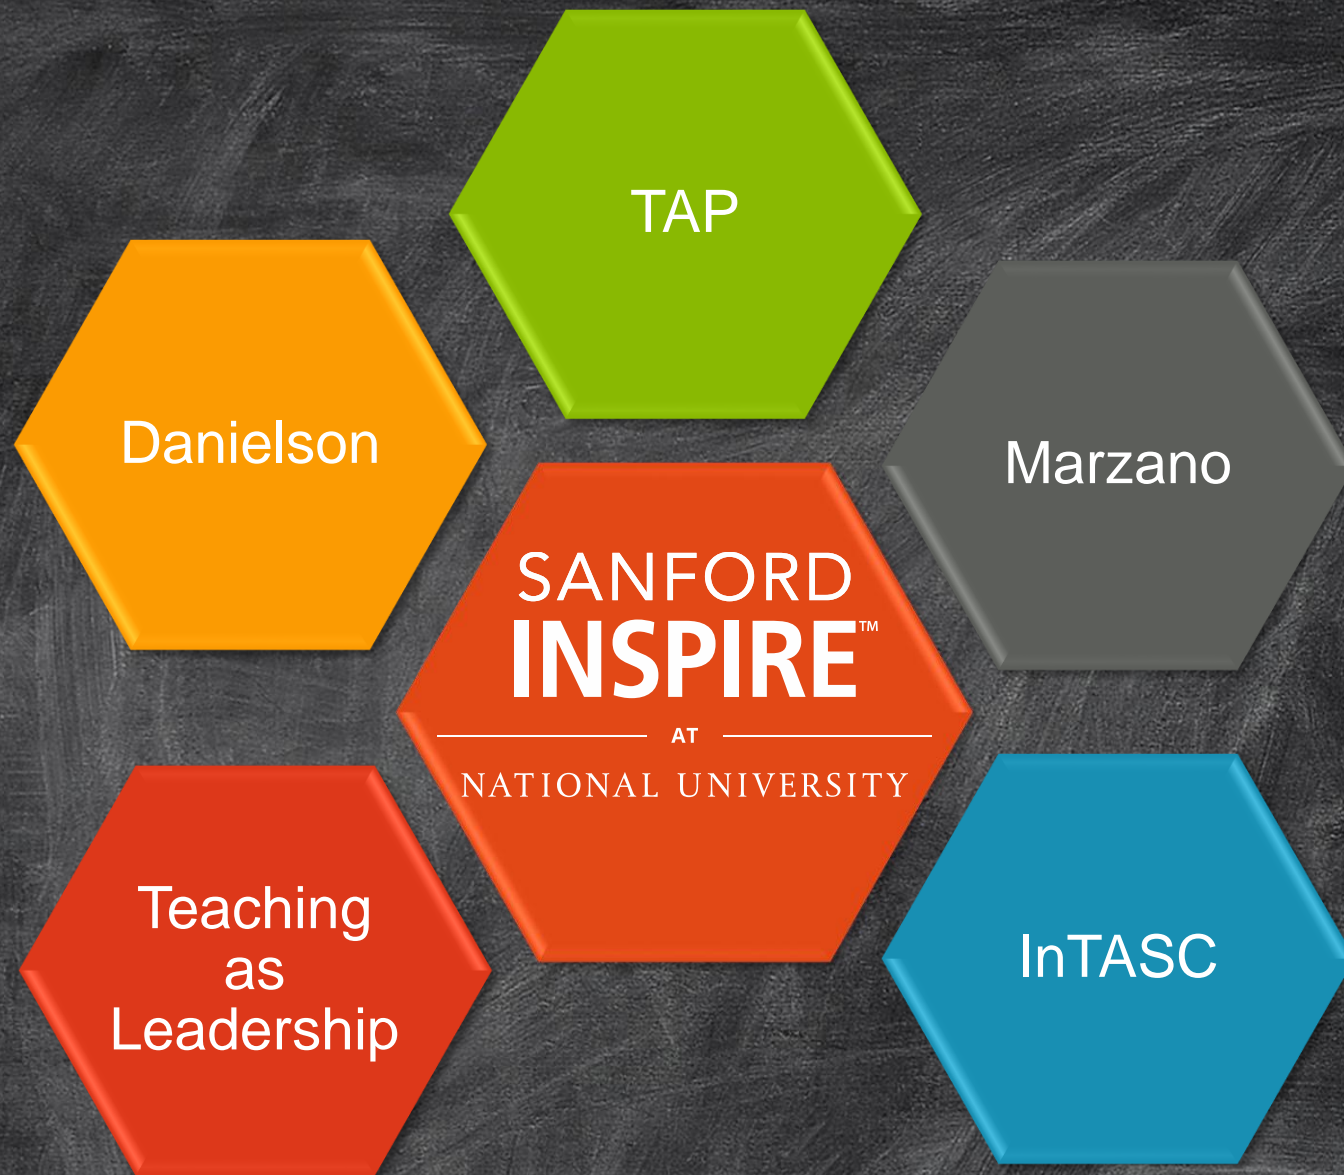 TAP
Danielson
Marzano
SANFORD
INSPIRE™
AT
NATIONAL UNIVERSITY
Teaching
as
Leadership
InTASC